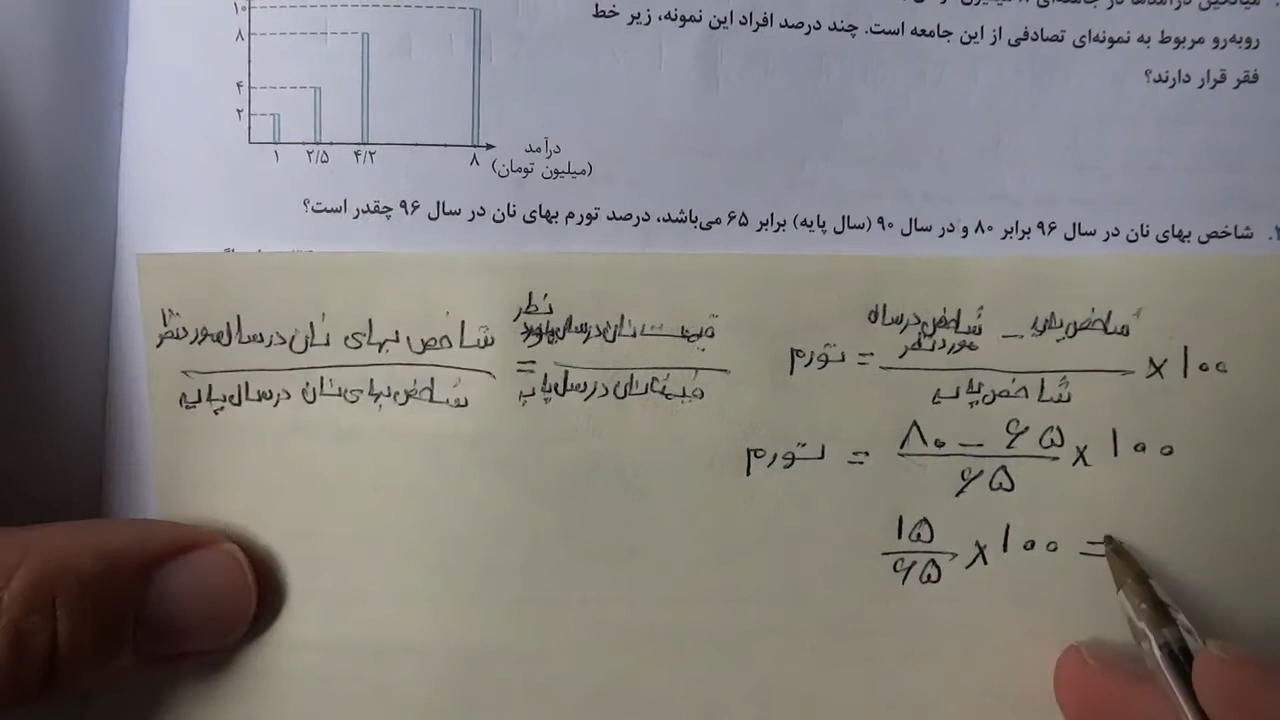 روبه‌رو مربوط به نمونه‌ای تصادفی از این جامعه است. چند درصد افراد این نمونه، زیر خط
فقر قرار دارند؟
۱۰
۸
۴
۲
۱ ۲/۵ ۴/۲ ۸
درآمد
(میلیون تومان)
شاخص بهای نان در سال ۹۶ برابر ۸۰ و در سال ۹۰ (سال پایه) برابر ۶۵ می‌باشد، درصد تورم بهای نان در سال ۹۶ چقدر است؟
شاخص پایه − شاخص در سال مورد نظر
تورم = × ۱۰۰
شاخص پایه
تورم = ۸۰ − ۶۵ × ۱۰۰
۶۵
۱۵ × ۱۰۰ =
۶۵
نظر
قیمت نان در سال
قیمت نان در سال پایه
=
شاخص بهای نان در سال مورد نظر
شاخص بهای نان در سال پایه